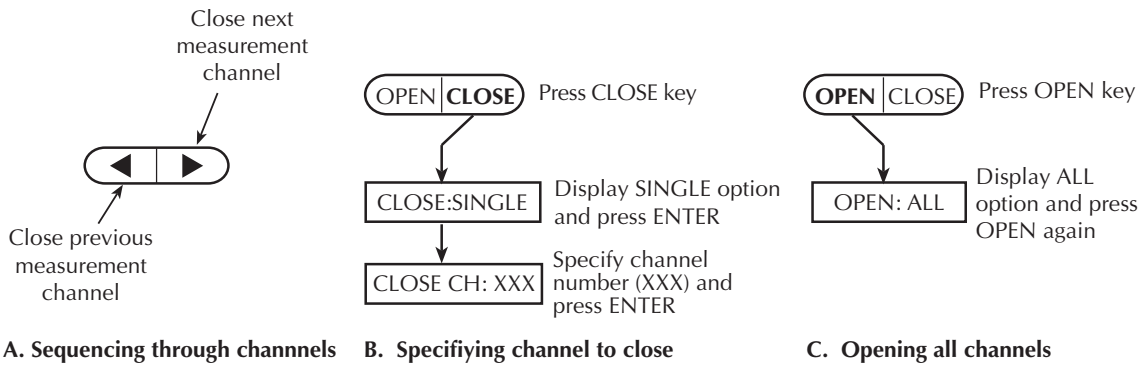 Close next
measurement
channel
Close previous
measurement
channel
A. Sequencing through channnels
OPEN CLOSE
Press CLOSE key
CLOSE:SINGLE
Display SINGLE option
and press ENTER
CLOSE CH: XXX
Specify channel
number (XXX) and
press ENTER
B. Specifiying channel to close
OPEN CLOSE
Press OPEN key
OPEN: ALL
Display ALL
option and press
OPEN again
C. Opening all channels